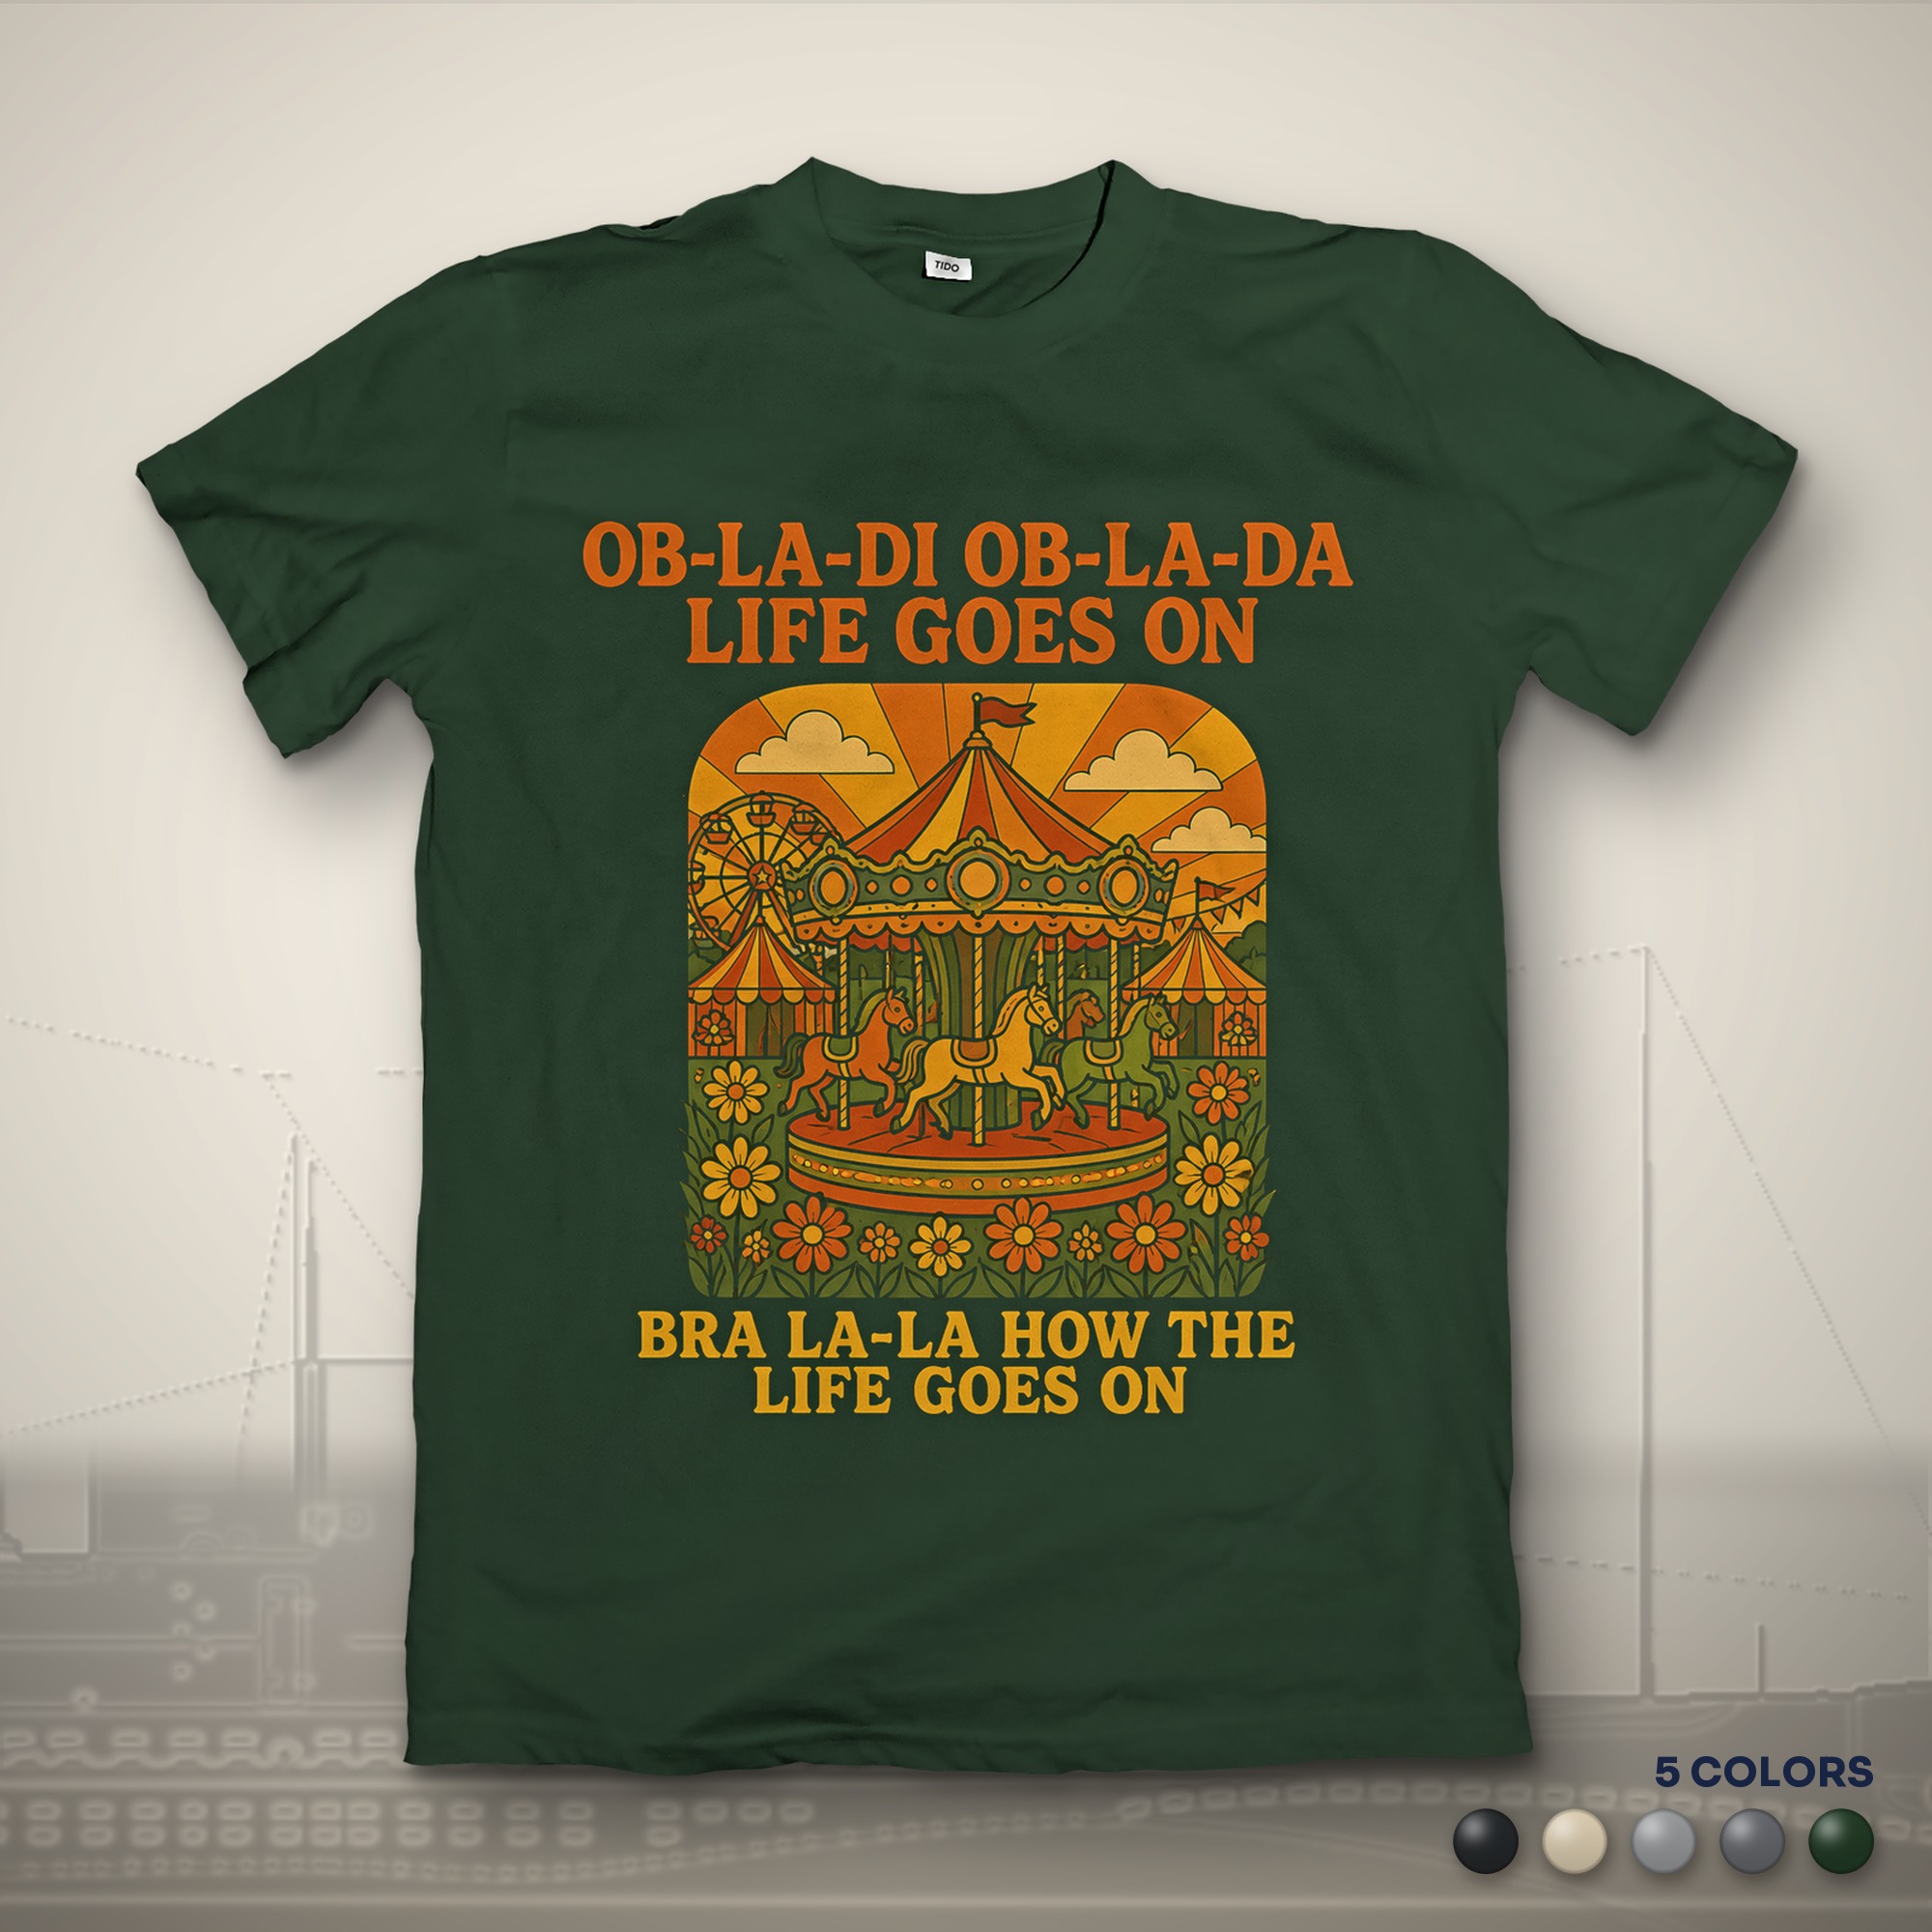 TIDO
OB-LA-DI OB-LA-DA
LIFE GOES ON
BRA LA-LA HOW THE
LIFE GOES ON
5 COLORS